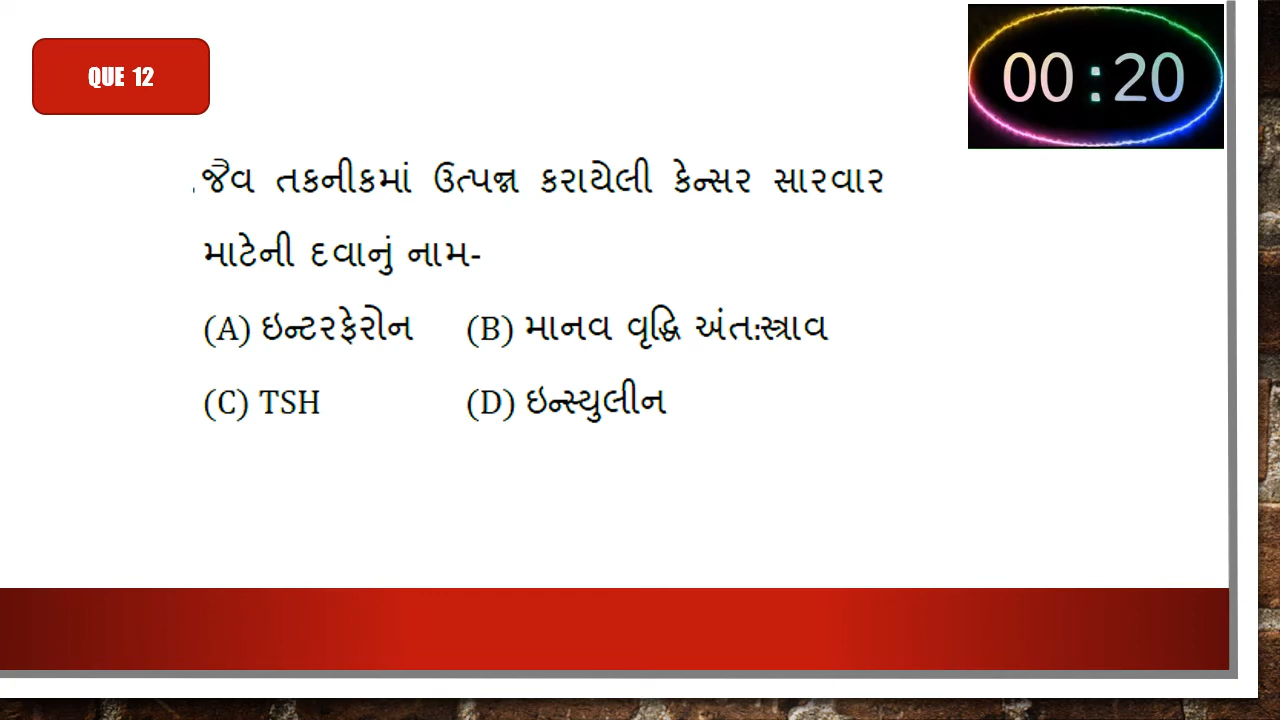 QUE 12
00:20
જૈવ તકનીકમાં ઉત્પન્ન કરાયેલી કેન્સર સારવાર
માટેની દવાનું નામ-
(A) ઇન્ટરફેરોન (B) માનવ વૃદ્ધિ અંત:સ્ત્રાવ
(C) TSH (D) ઇન્સ્યુલીન